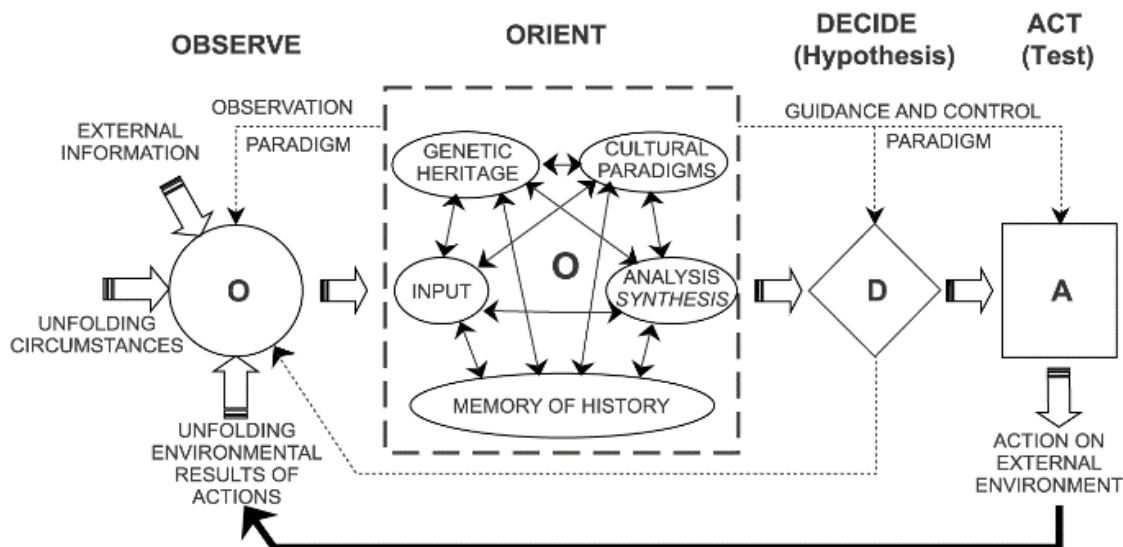 OBSERVE
ORIENT
DECIDE
(Hypothesis)
ACT
(Test)
OBSERVATION
PARADIGM
EXTERNAL
INFORMATION
UNFOLDING
CIRCUMSTANCES
O
UNFOLDING
ENVIRONMENTAL
RESULTS OF
ACTIONS
GENETIC
HERITAGE
CULTURAL
PARADIGMS
INPUT
O
ANALYSIS
SYNTHESIS
MEMORY OF HISTORY
GUIDANCE AND CONTROL
PARADIGM
D
A
ACTION ON
EXTERNAL
ENVIRONMENT